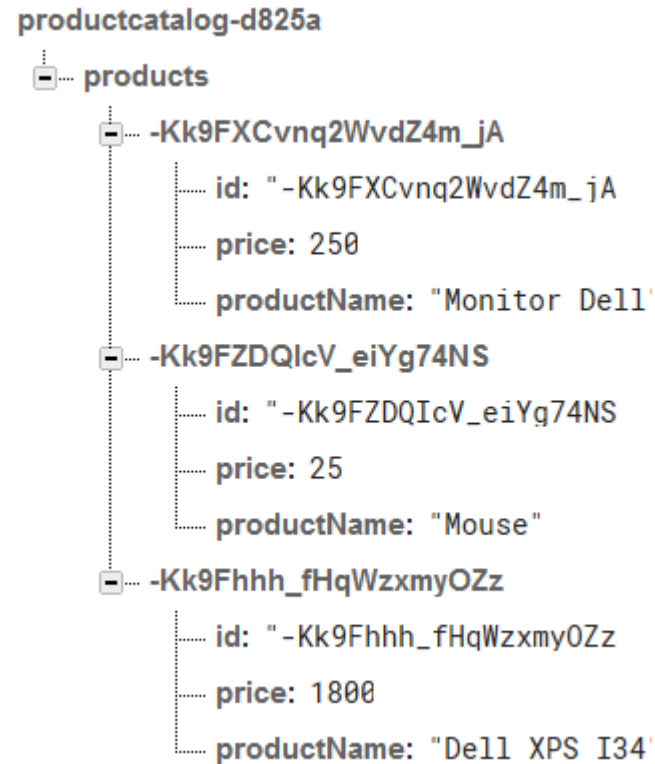 productcatalog-d825a
products
-Kk9FXCvnq2WvdZ4m_jA
id: "-Kk9FXCvnq2WvdZ4m_jA
price: 250
productName: "Monitor Dell"
-Kk9FZDQIcV_eiYg74NS
id: "-Kk9FZDQIcV_eiYg74NS
price: 25
productName: "Mouse"
-Kk9Fhhh_fHqWzxmyOZz
id: "-Kk9Fhhh_fHqWzxmyOZz
price: 1800
productName: "Dell XPS I34"